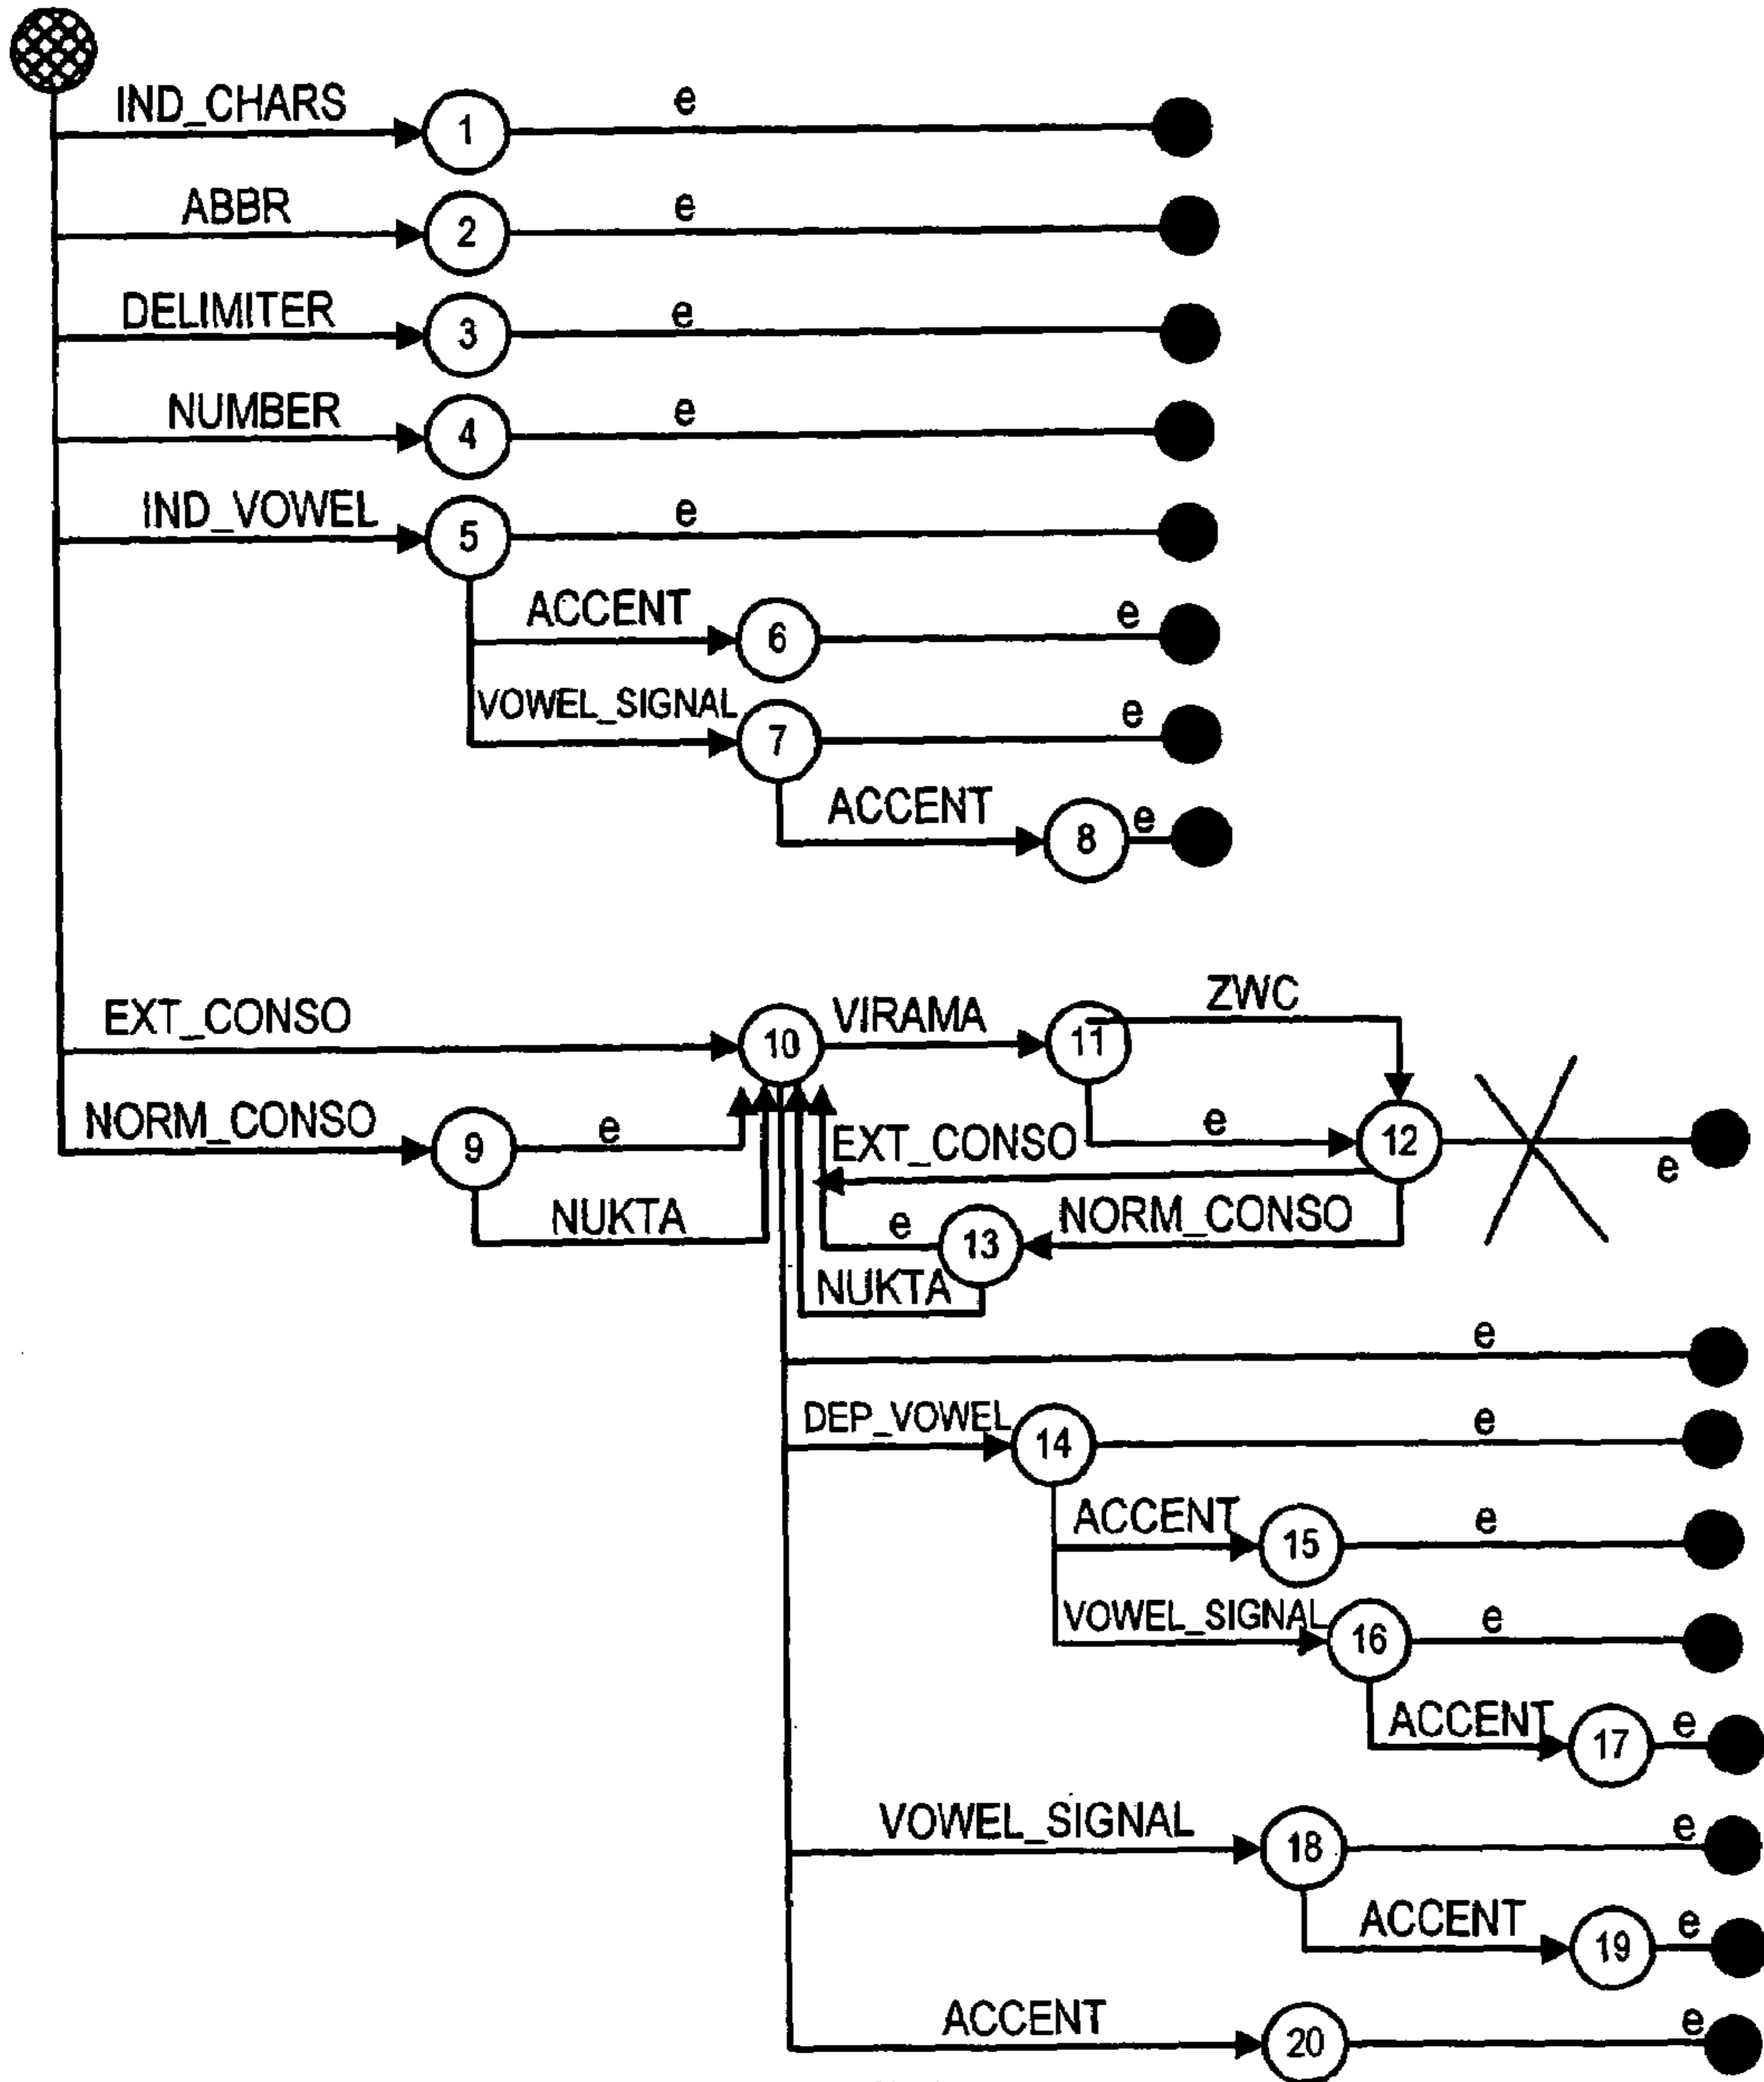 IND_CHARS
1
e
ABBR
2
e
DELIMITER
3
e
NUMBER
4
e
IND_VOWEL
5
e
ACCENT
6
e
VOWEL_SIGNAL
7
e
ACCENT
8
e
EXT_CONSO
10
VIRAMA
11
ZWC
NORM_CONSO
9
e
EXT_CONSO
e
12
e
NUKTA
e
13
NORM_CONSO
NUKTA
e
DEP_VOWEL
14
e
ACCENT
15
e
VOWEL_SIGNAL
16
e
ACCENT
17
e
VOWEL_SIGNAL
18
e
ACCENT
19
e
ACCENT
20
e